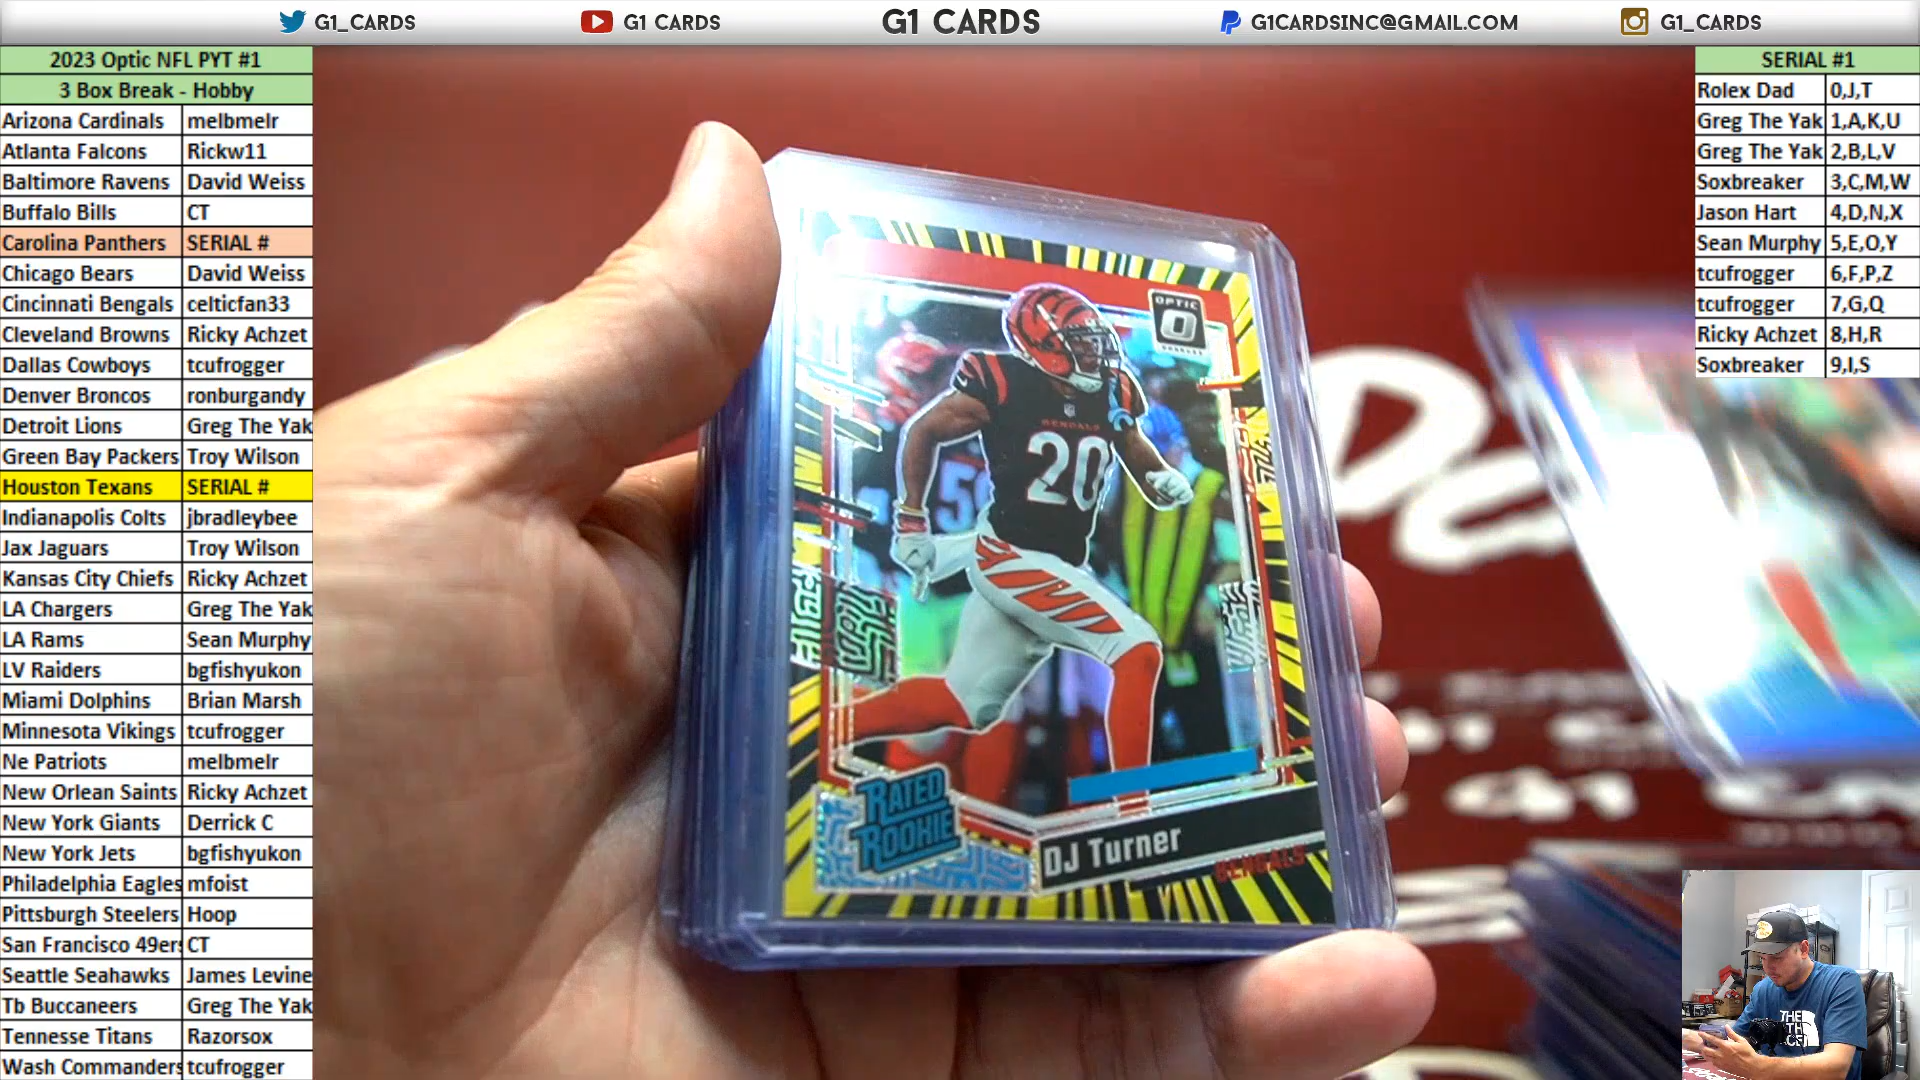 G1_CARDS G1 CARDS G1 CARDS G1CARDSINC@GMAIL.COM G1_CARDS
2023 Optic NFL PYT #1
3 Box Break - Hobby
Arizona Cardinals melbmelr
Atlanta Falcons Rickw11
Baltimore Ravens David Weiss
Buffalo Bills CT
Carolina Panthers SERIAL #
Chicago Bears David Weiss
Cincinnati Bengals celticfan33
Cleveland Browns Ricky Achzet
Dallas Cowboys tcufrogger
Denver Broncos ronburgandy
Detroit Lions Greg The Yak
Green Bay Packers Troy Wilson
Houston Texans SERIAL #
Indianapolis Colts jbradleybee
Jax Jaguars Troy Wilson
Kansas City Chiefs Ricky Achzet
LA Chargers Greg The Yak
LA Rams Sean Murphy
LV Raiders bgfishyukon
Miami Dolphins Brian Marsh
Minnesota Vikings tcufrogger
Ne Patriots melbmelr
New Orlean Saints Ricky Achzet
New York Giants Derrick C
New York Jets bgfishyukon
Philadelphia Eagles mfoist
Pittsburgh Steelers Hoop
San Francisco 49ers CT
Seattle Seahawks James Levine
Tb Buccaneers Greg The Yak
Tennesse Titans Razorsox
Wash Commanders tcufrogger
SERIAL #1
Rolex Dad 0,J,T
Greg The Yak 1,A,K,U
Greg The Yak 2,B,L,V
Soxbreaker 3,C,M,W
Jason Hart 4,D,N,X
Sean Murphy 5,E,O,Y
tcufrogger 6,F,P,Z
tcufrogger 7,G,Q
Ricky Achzet 8,H,R
Soxbreaker 9,I,S
OPTIC
O
BENGALS
20
RATED
ROOKIE
DJ Turner
BENGALS
THE